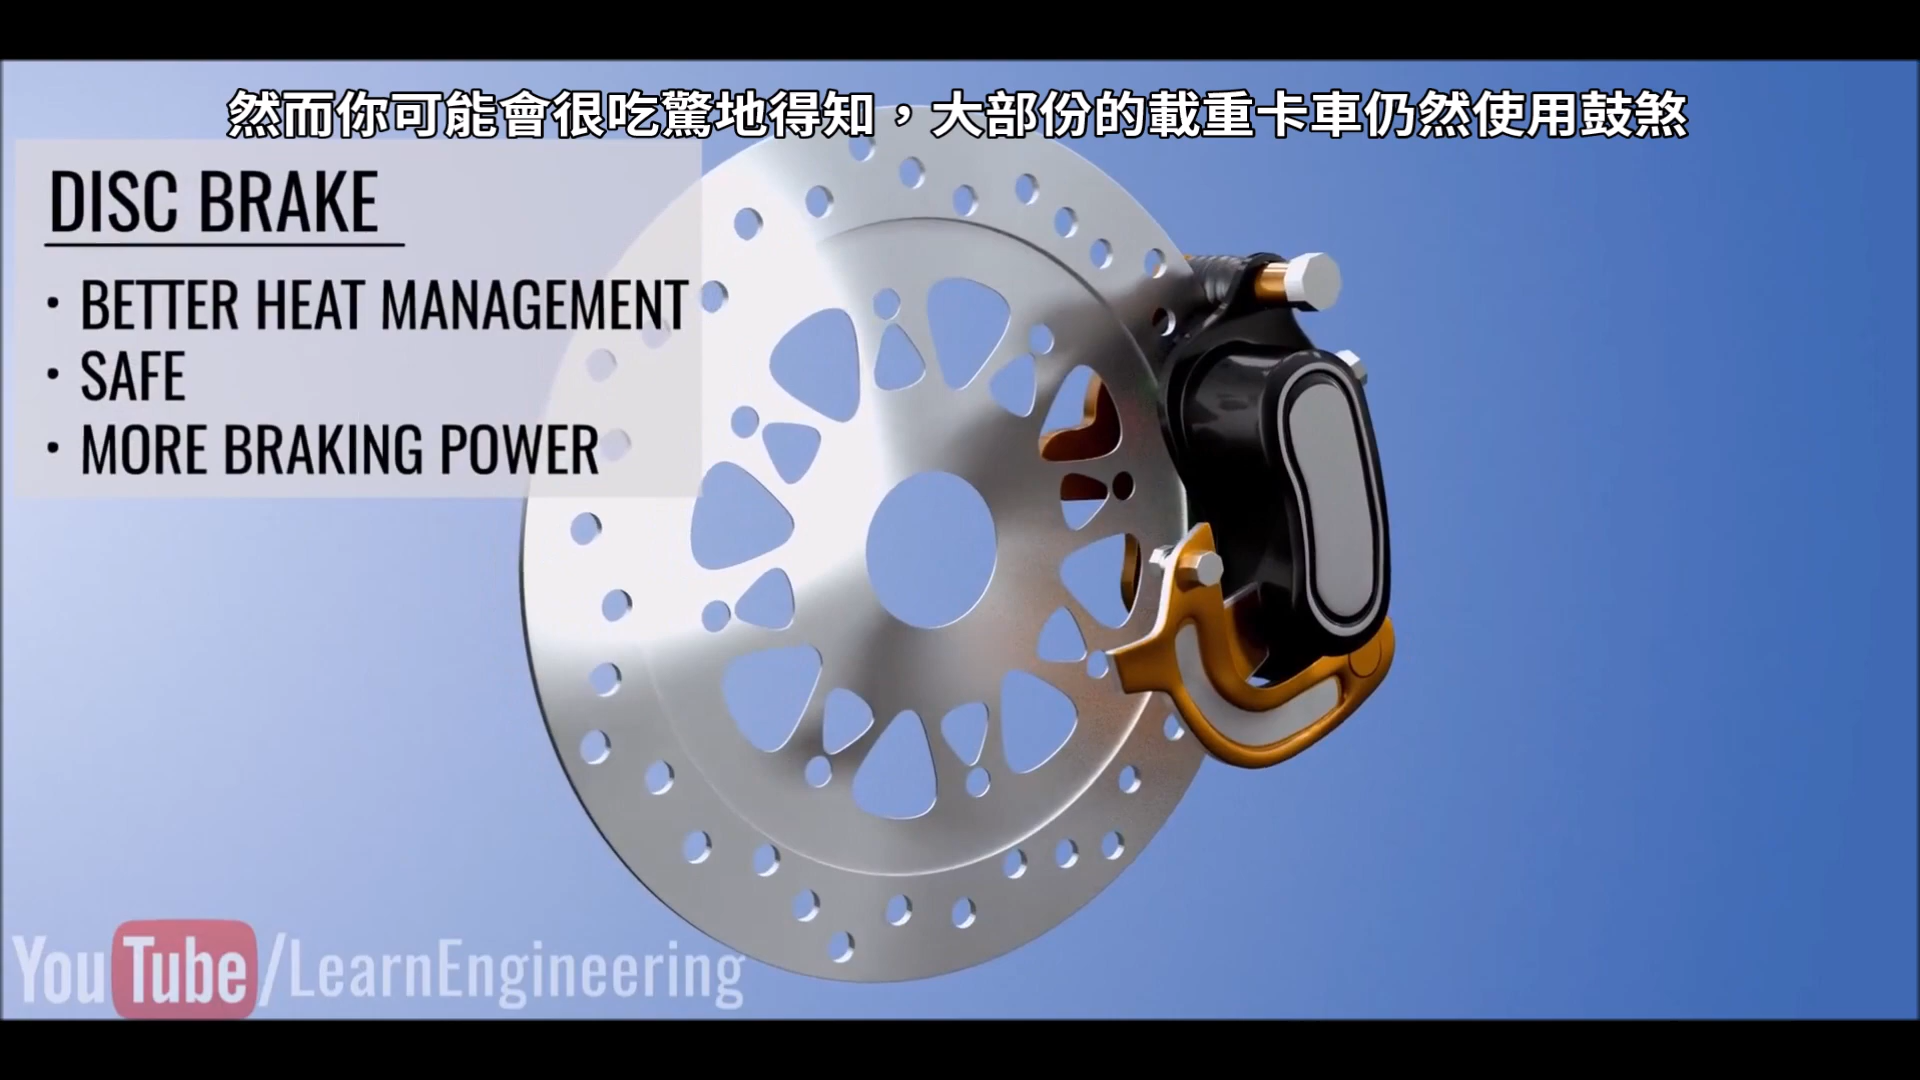 然而你可能會很吃驚地得知，大部份的載重卡車仍然使用鼓煞
DISC BRAKE
· BETTER HEAT MANAGEMENT
· SAFE
· MORE BRAKING POWER
YouTube/LearnEngineering